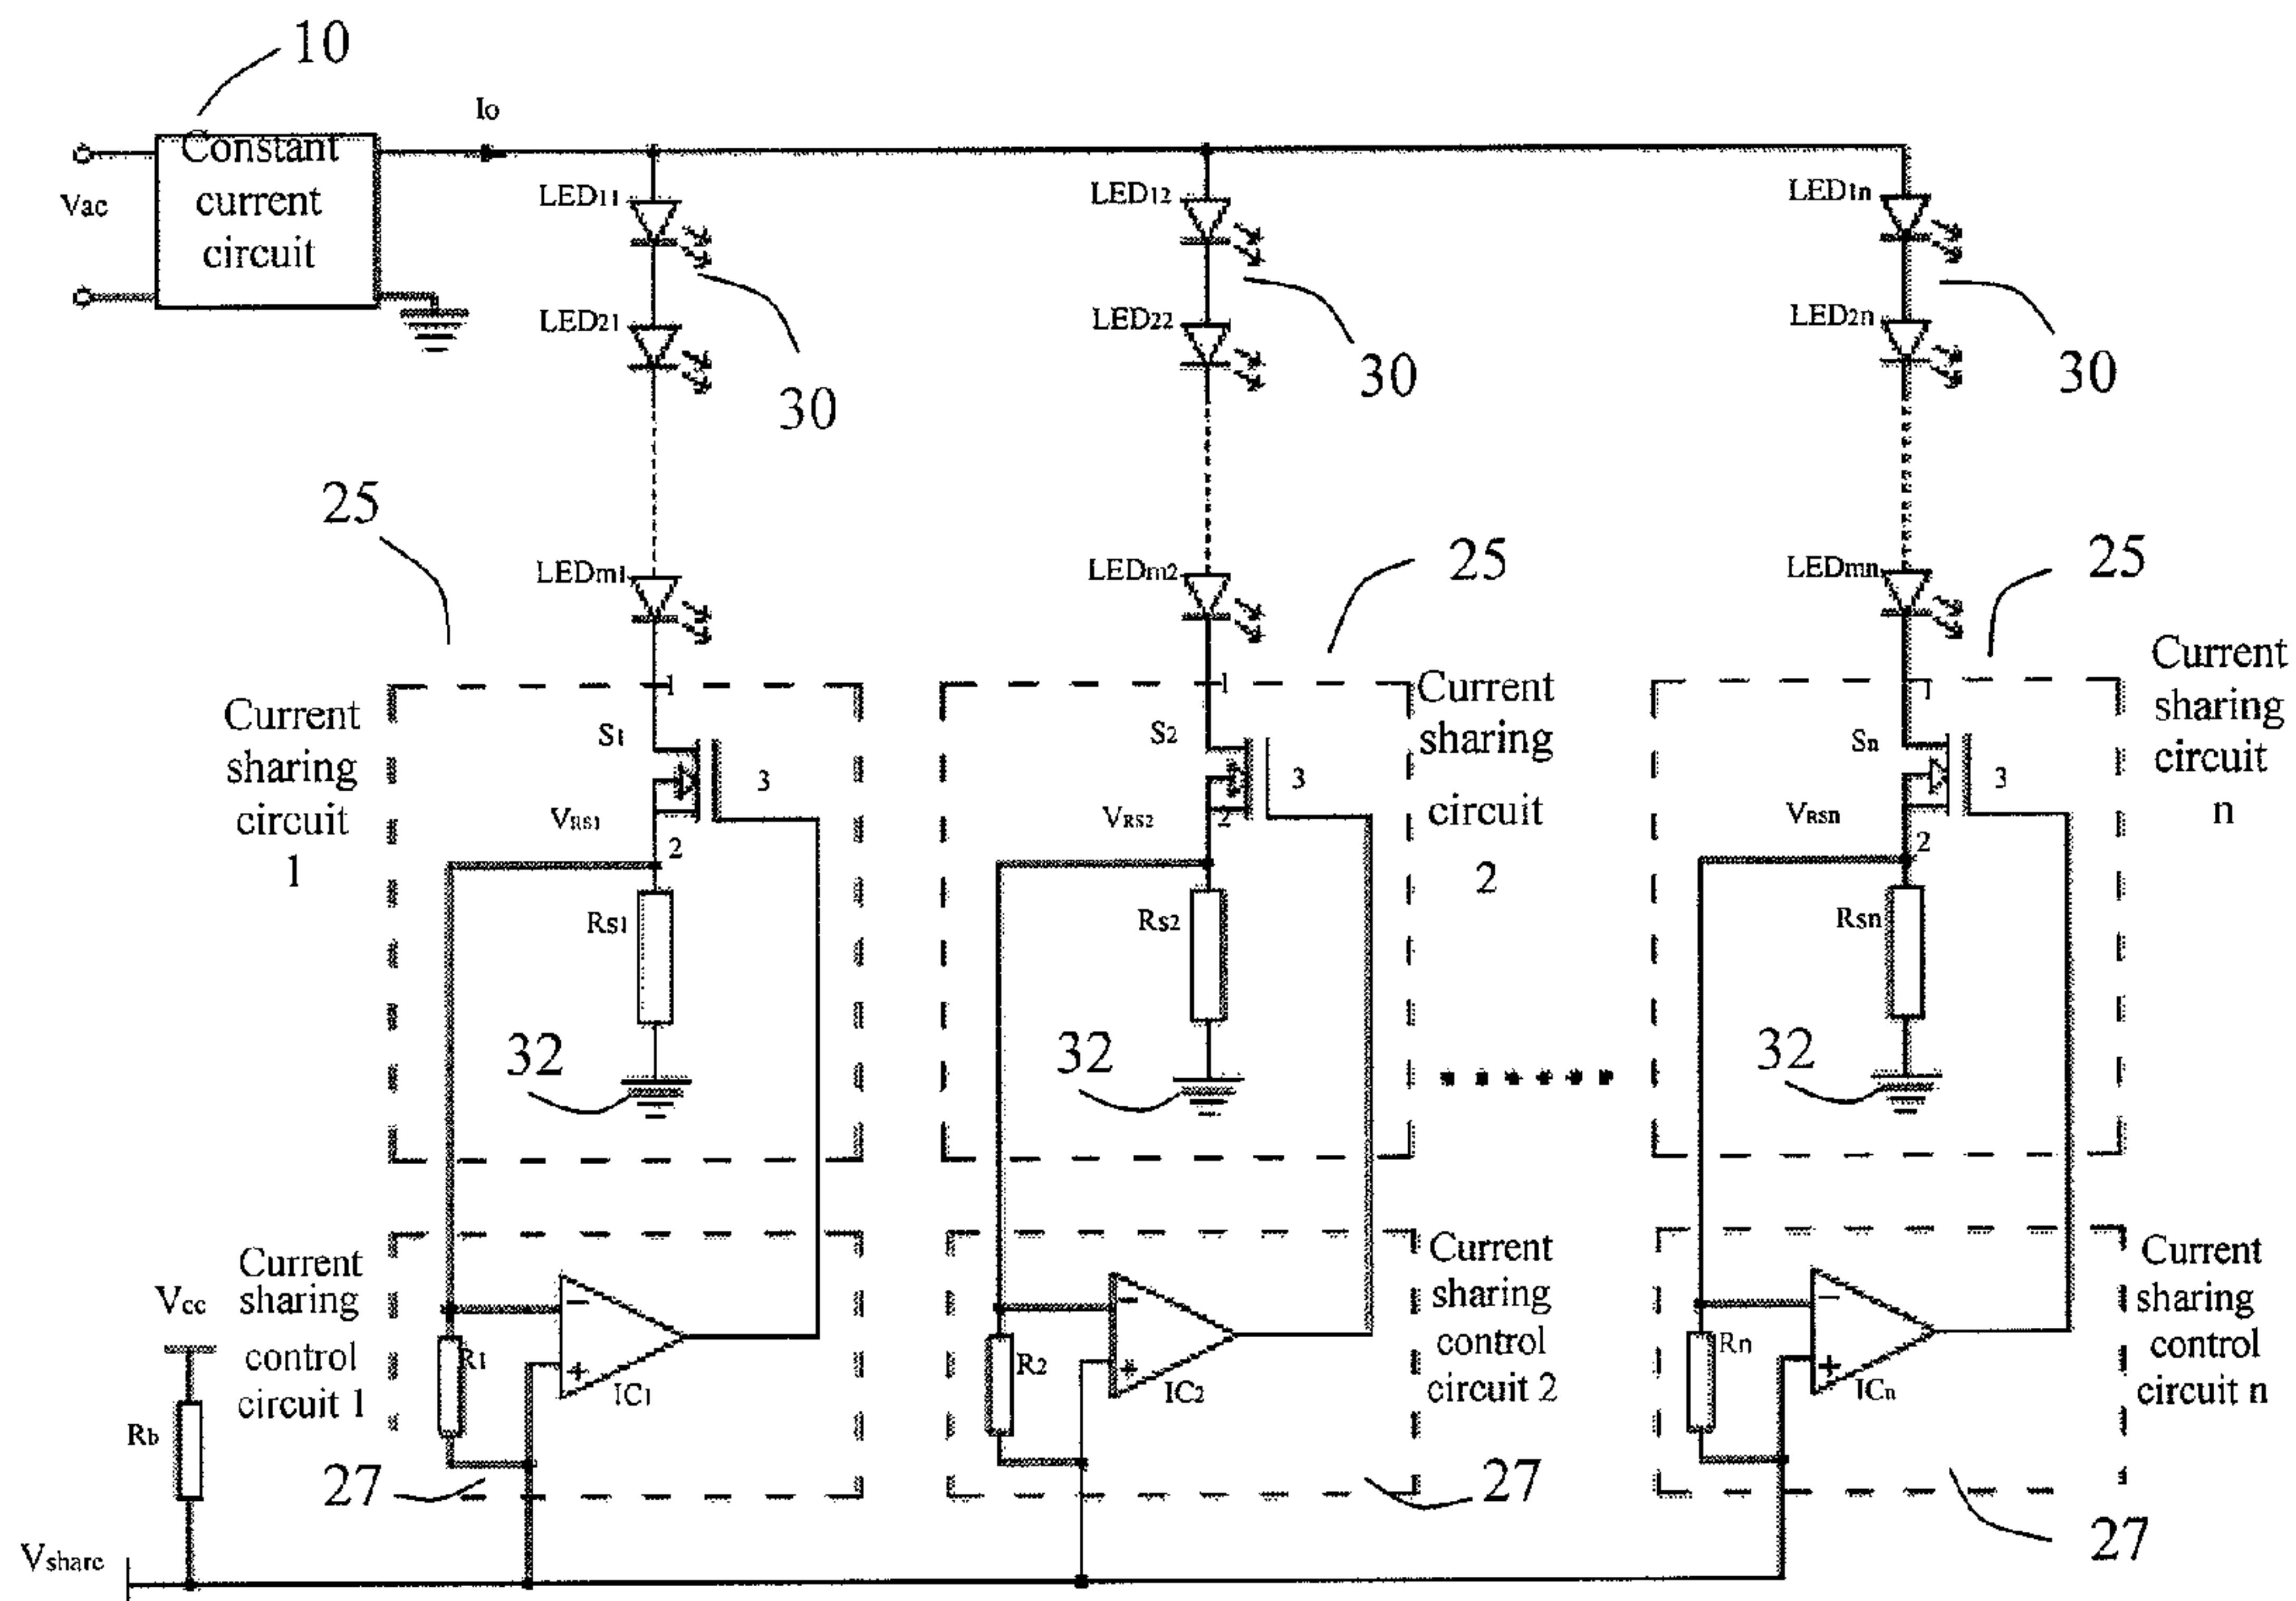 10
Io
Constant
current
circuit
Vac
LED11
LED12
LED1n
LED21
LED22
LED2n
30
30
30
25
25
25
LEDm1
LEDm2
LEDmn
Current
sharing
circuit
1
Current
sharing
circuit
2
Current
sharing
circuit
n
1
1
1
S1
S2
Sn
3
3
3
VRS1
VRS2
VRSn
2
2
2
RS1
RS2
RSn
32
32
32
Current
sharing
control
circuit 1
Current
sharing
control
circuit 2
Current
sharing
control
circuit n
Vcc
−
−
−
R1
R2
Rn
+
+
+
IC1
IC2
ICn
Rb
27
27
27
Vshare